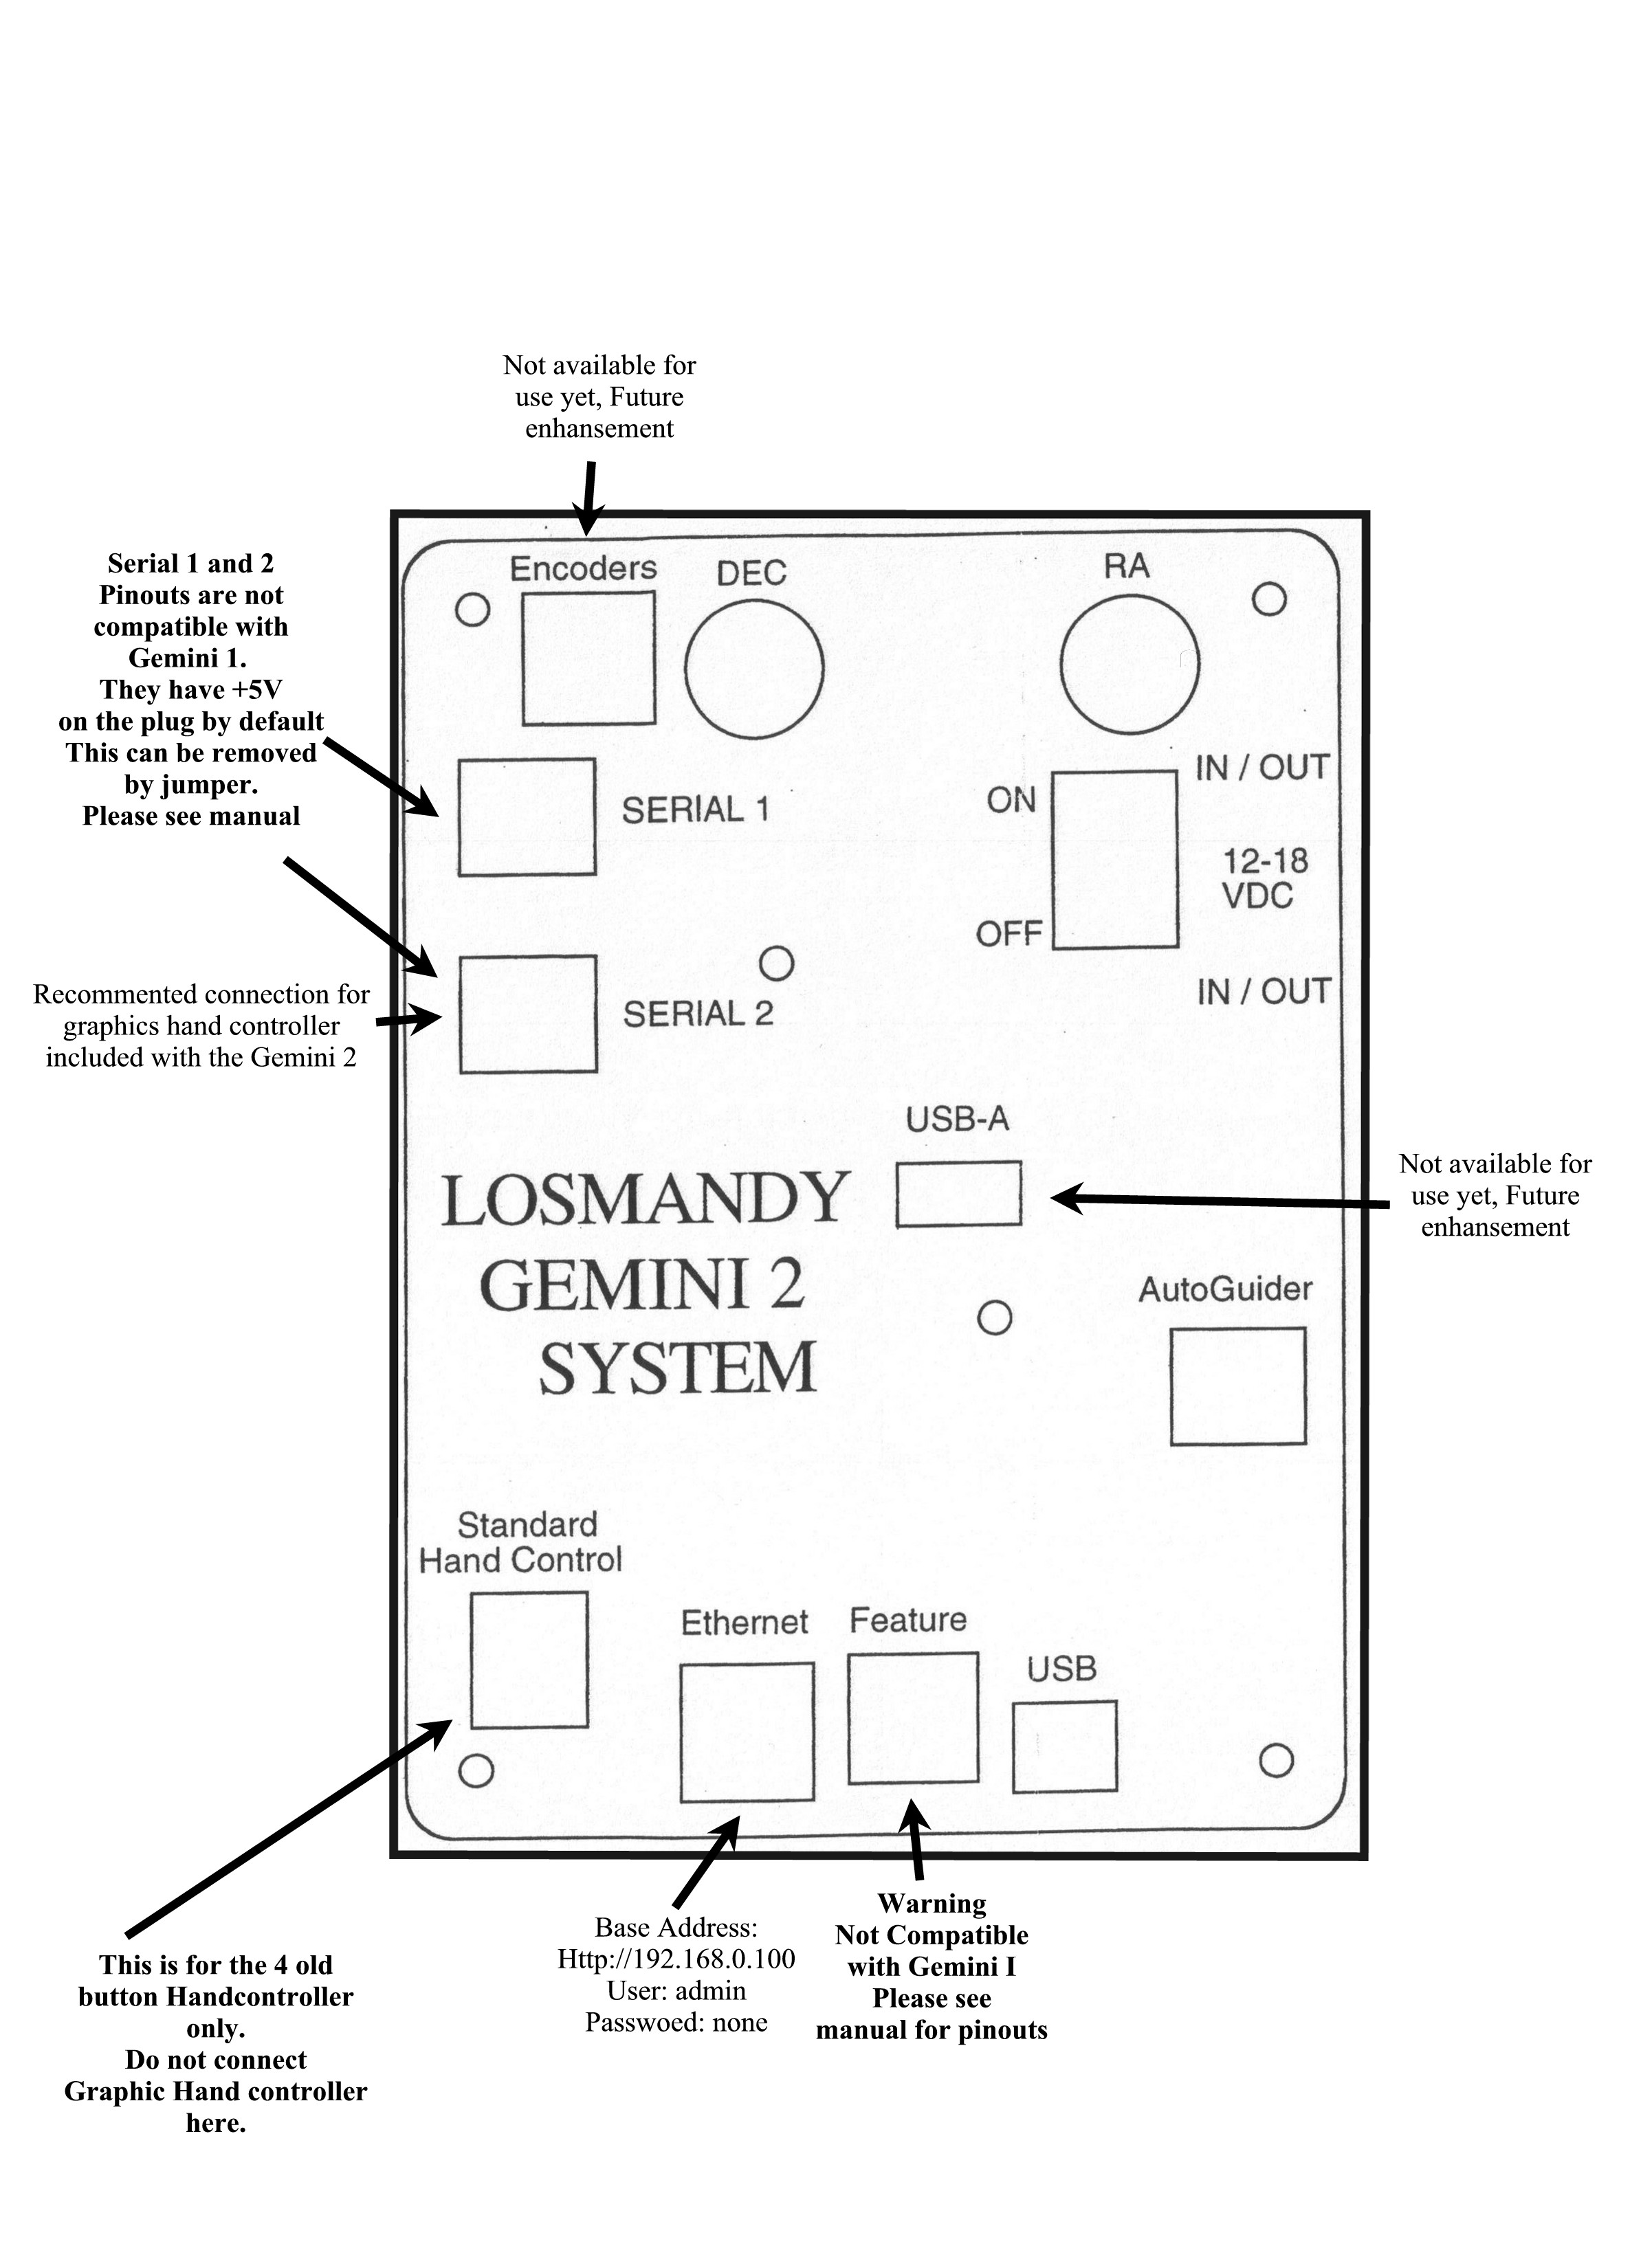 Not available for
use yet, Future
enhansement
Serial 1 and 2
Pinouts are not
compatible with
Gemini 1.
They have +5V
on the plug by default
This can be removed
by jumper.
Please see manual
Recommented connection for
graphics hand controller
included with the Gemini 2
Encoders
DEC
RA
SERIAL 1
ON
OFF
IN / OUT
12-18
VDC
IN / OUT
SERIAL 2
USB-A
Not available for
use yet, Future
enhansement
LOSMANDY
GEMINI 2
SYSTEM
AutoGuider
Standard
Hand Control
Ethernet
Feature
USB
This is for the 4 old
button Handcontroller
only.
Do not connect
Graphic Hand controller
here.
Base Address:
Http://192.168.0.100
User: admin
Passwoed: none
Warning
Not Compatible
with Gemini I
Please see
manual for pinouts